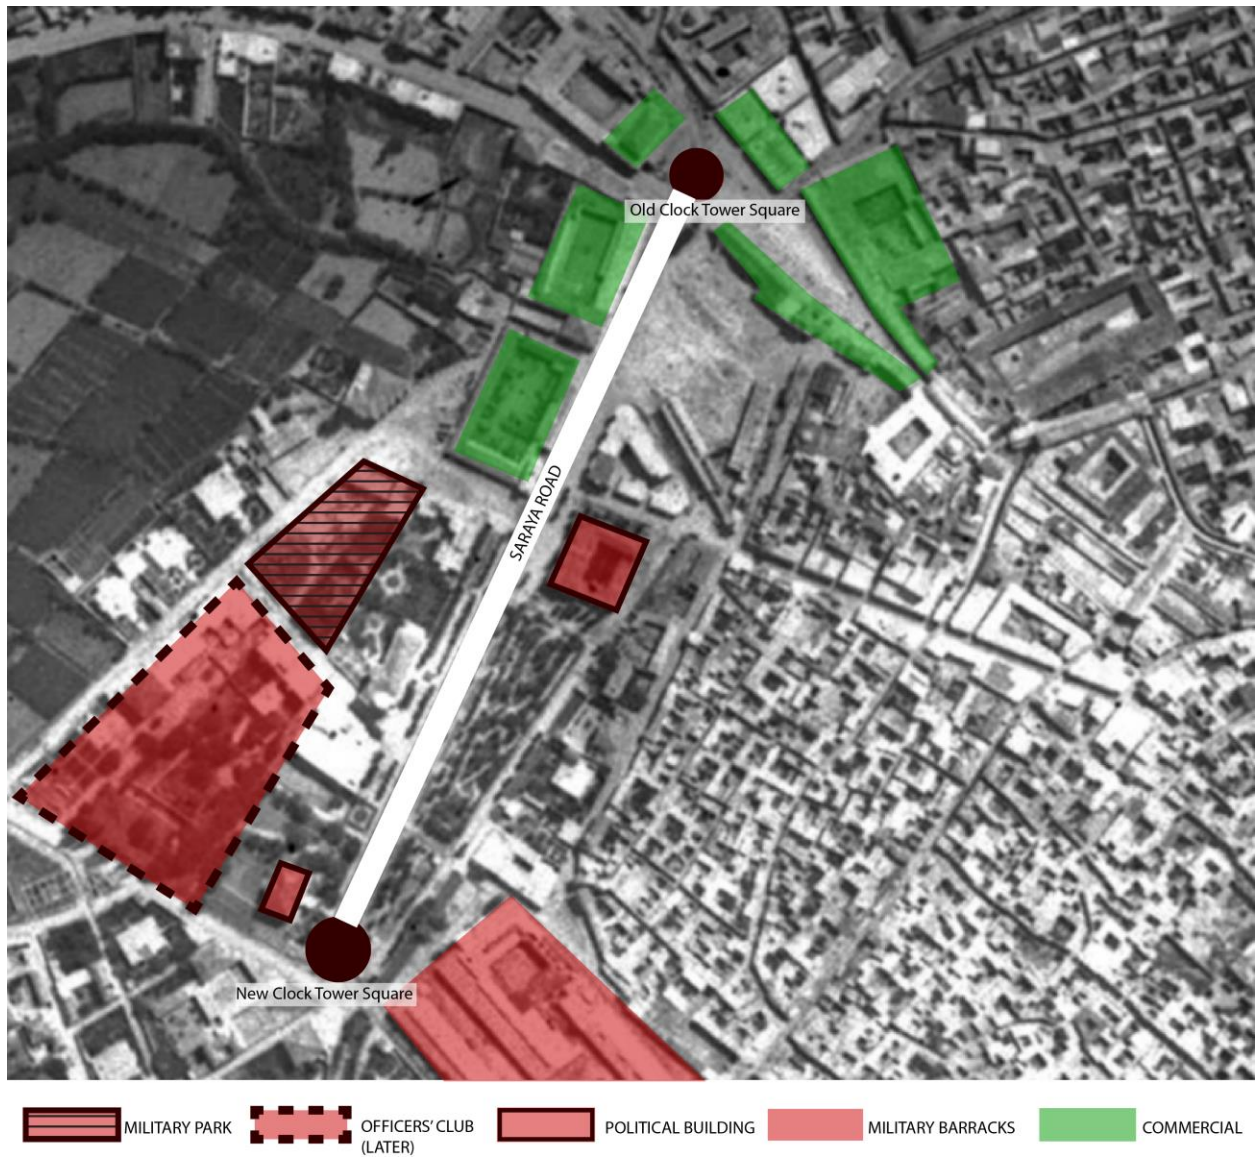 Old Clock Tower Square
SARAYA ROAD
New Clock Tower Square
MILITARY PARK
OFFICERS' CLUB
(LATER)
POLITICAL BUILDING
MILITARY BARRACKS
COMMERCIAL